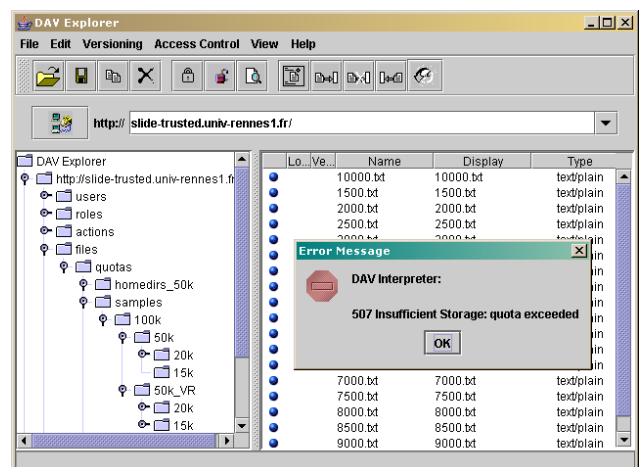 DAV Explorer
File Edit Versioning Access Control View Help
http:// slide-trusted.univ-rennes1.fr/
DAV Explorer
http://slide-trusted.univ-rennes1.fr
users
roles
actions
files
quotas
homedirs_50k
samples
100k
50k
20k
15k
50k_VR
20k
15k
Lo... Ve... Name Display Type
10000.txt 10000.txt text/plain
1500.txt 1500.txt text/plain
2000.txt 2000.txt text/plain
2500.txt 2500.txt text/plain
Error Message
DAV Interpreter:
507 Insufficient Storage: quota exceeded
OK
7000.txt 7000.txt text/plain
7500.txt 7500.txt text/plain
8000.txt 8000.txt text/plain
8500.txt 8500.txt text/plain
9000.txt 9000.txt text/plain